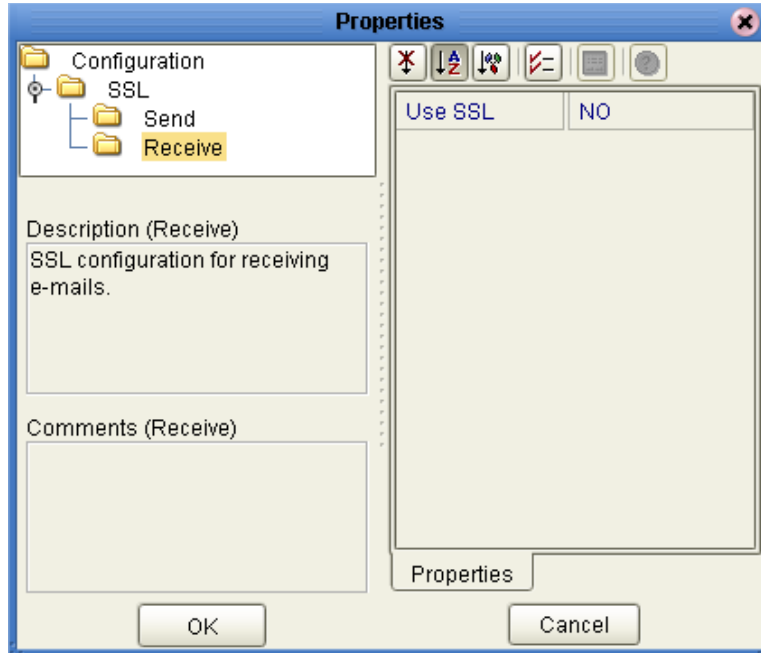 Properties
Configuration
SSL
Send
Receive
Use SSL NO
Description (Receive)
SSL configuration for receiving
e-mails.
Comments (Receive)
Properties
OK
Cancel